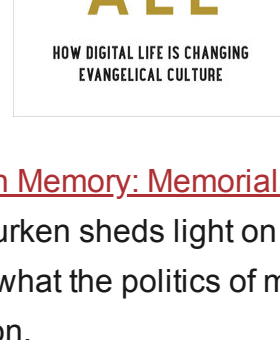 HOW DIGITAL LIFE IS CHANGING
EVANGELICAL CULTURE
n Memory: Memorial
urken sheds light on
what the politics of m
on.